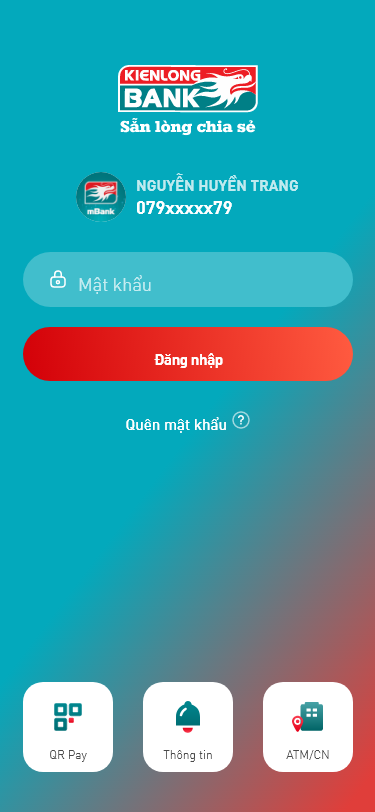 KIENLONG
BANK
Sẵn lòng chia sẻ
NGUYỄN HUYỀN TRANG
079xxxxx79
mBank
Mật khẩu
Đăng nhập
Quên mật khẩu ?
QR Pay
Thông tin
ATM/CN